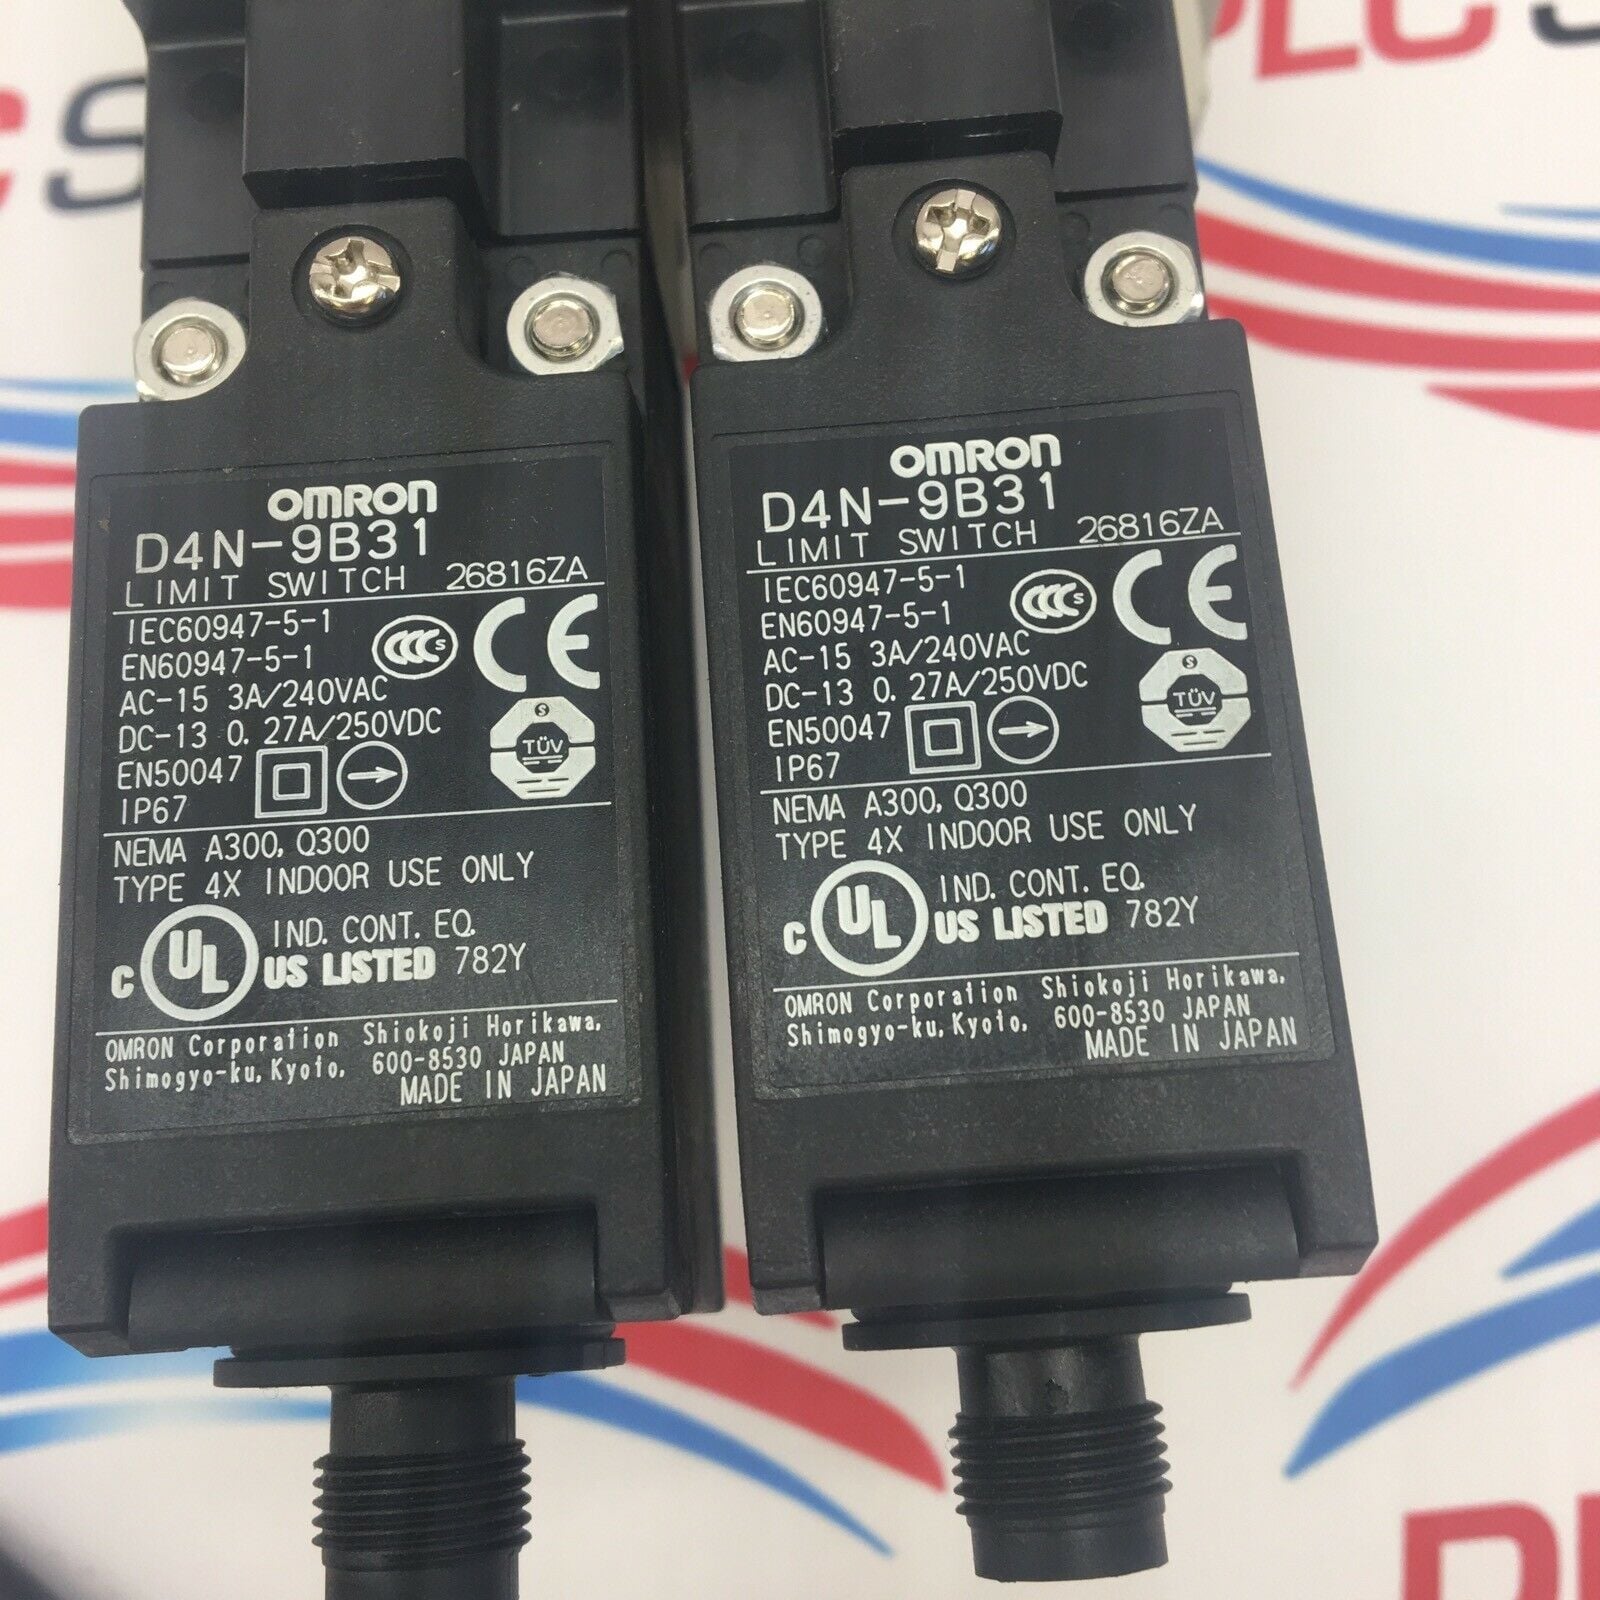 OMRON
D4N-9B31
LIMIT SWITCH 26816ZA
IEC60947-5-1
EN60947-5-1
AC-15 3A/240VAC
DC-13 0.27A/250VDC
EN50047
IP67
CCC S
CE
S
TÜV
NEMA A300, Q300
TYPE 4X INDOOR USE ONLY
IND. CONT. EQ.
C UL US LISTED 782Y
OMRON Corporation Shiokoji Horikawa,
Shimogyo-ku, Kyoto, 600-8530 JAPAN
MADE IN JAPAN
OMRON
D4N-9B31
LIMIT SWITCH 26816ZA
IEC60947-5-1
EN60947-5-1
AC-15 3A/240VAC
DC-13 0.27A/250VDC
EN50047
IP67
CCC S
CE
S
TÜV
NEMA A300, Q300
TYPE 4X INDOOR USE ONLY
IND. CONT. EQ.
C UL US LISTED 782Y
OMRON Corporation Shiokoji Horikawa,
Shimogyo-ku, Kyoto, 600-8530 JAPAN
MADE IN JAPAN